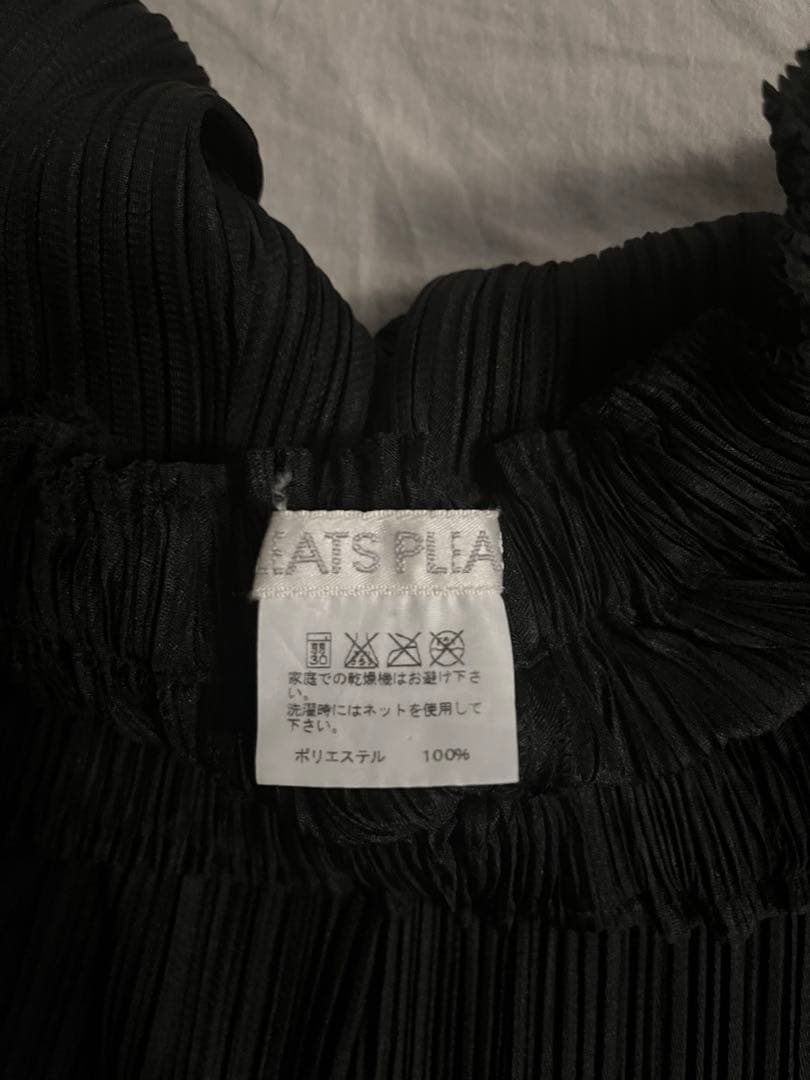 EATS PLEA
弱
30
家庭での乾燥機はお避け下さ
い。
洗濯時にはネットを使用して
下さい。
ポリエステル 100%